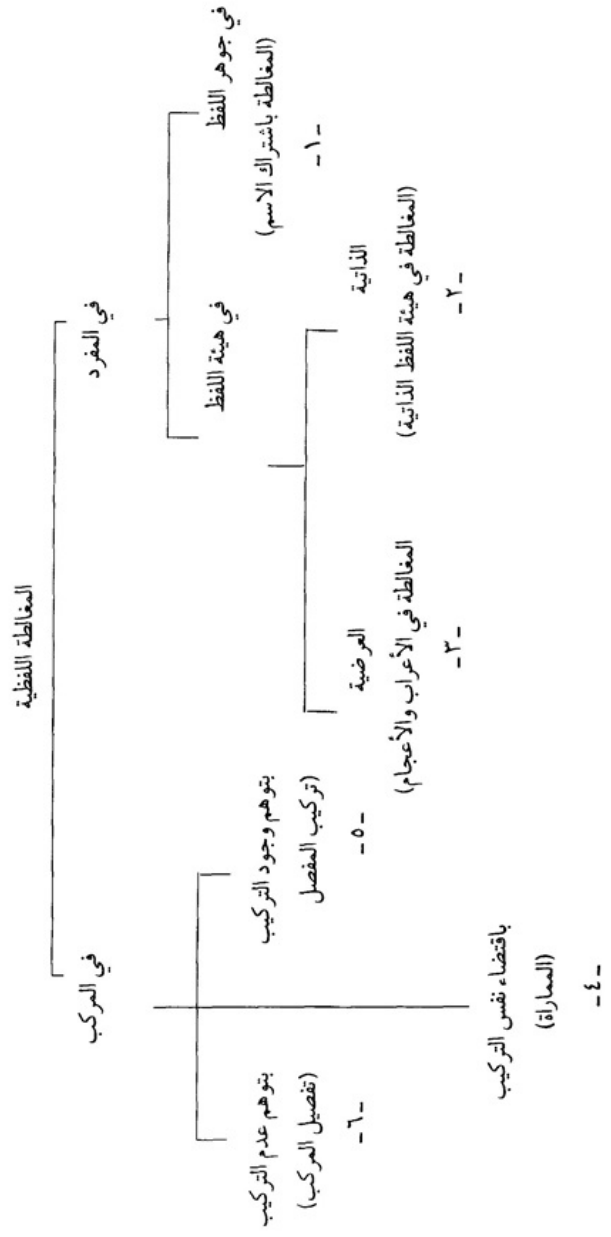 المغالطة اللفظية
في المفرد
في المركب
في جوهر اللفظ
(المغالطة باشتراك الاسم)
-١-
في هيئة اللفظ
الذاتية
(المغالطة في هيئة اللفظ الذاتية)
-٢-
العرضية
المغالطة في الأعراب والأعجام)
-٣-
باقتضاء نفس التركيب
(المماراة)
-٤-
بتوهم وجود التركيب
(تركيب المفصل
-٥-
بتوهم عدم التركيب
(تفصيل المركب)
-٦-